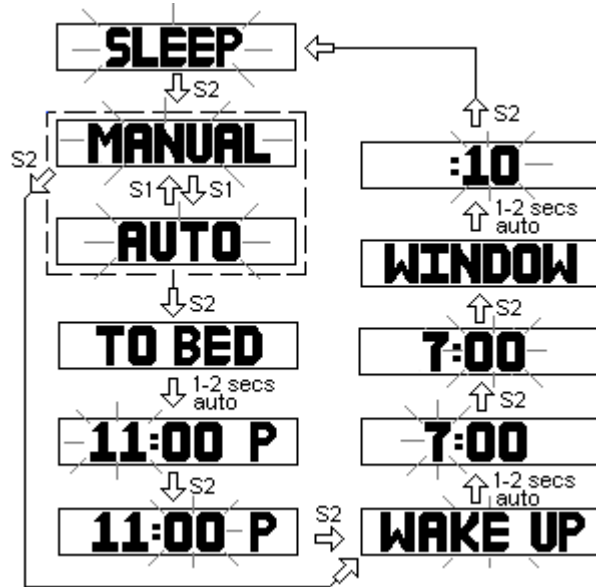 SLEEP
S2
MANUAL
S2
S1 S1
AUTO
S2
TO BED
1-2 secs
auto
11:00 P
S2
11:00 P
S2
WAKE UP
1-2 secs
auto
7:00
S2
7:00
S2
WINDOW
1-2 secs
auto
:10
S2